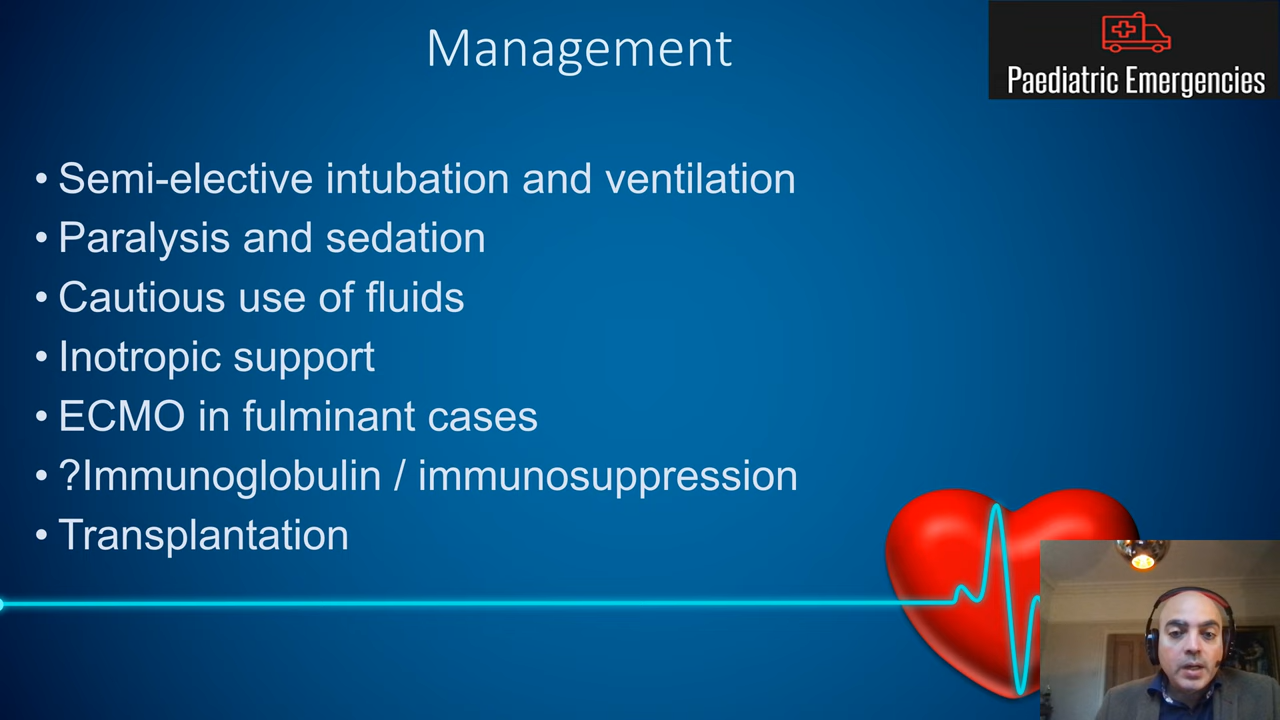 Management
Paediatric Emergencies
• Semi-elective intubation and ventilation
• Paralysis and sedation
• Cautious use of fluids
• Inotropic support
• ECMO in fulminant cases
• ?Immunoglobulin / immunosuppression
• Transplantation